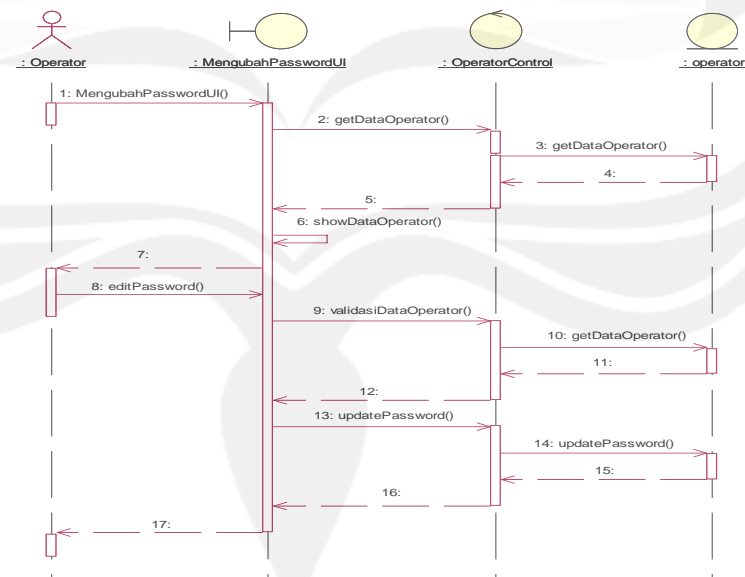 : Operator
: MengubahPasswordUI
: OperatorControl
: operator
1: MengubahPasswordUI()
2: getDataOperator()
3: getDataOperator()
4:
5:
6: showDataOperator()
7:
8: editPassword()
9: validasiDataOperator()
10: getDataOperator()
11:
12:
13: updatePassword()
14: updatePassword()
15:
16:
17: